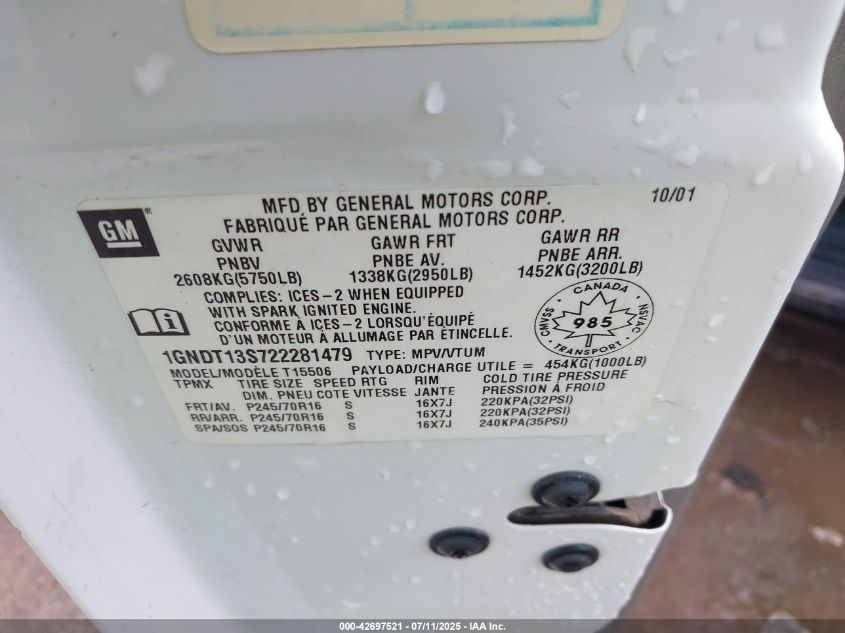 MFD BY GENERAL MOTORS CORP. 10/01
FABRIQUÉ PAR GENERAL MOTORS CORP.
GM®
GVWR GAWR FRT GAWR RR
PNBV PNBE AV. PNBE ARR.
2608KG(5750LB) 1338KG(2950LB) 1452KG(3200LB)
COMPLIES: ICES-2 WHEN EQUIPPED
WITH SPARK IGNITED ENGINE.
CONFORME À ICES-2 LORSQU'ÉQUIPÉ
D'UN MOTEUR À ALLUMAGE PAR ÉTINCELLE.
CANADA
CMVSS 985 NSVAC
TRANSPORT
1GNDT13S722281479 TYPE: MPV/VTUM
MODEL/MODÈLE T15506 PAYLOAD/CHARGE UTILE = 454KG(1000LB)
TPMX TIRE SIZE SPEED RTG RIM COLD TIRE PRESSURE
DIM. PNEU COTE VITESSE JANTE PRESSION À FROID
FRT/AV. P245/70R16 S 16X7J 220KPA(32PSI)
RR/ARR. P245/70R16 S 16X7J 220KPA(32PSI)
SPA/SOS P245/70R16 S 16X7J 240KPA(35PSI)
000-42697521 - 07/11/2025 - IAA Inc.